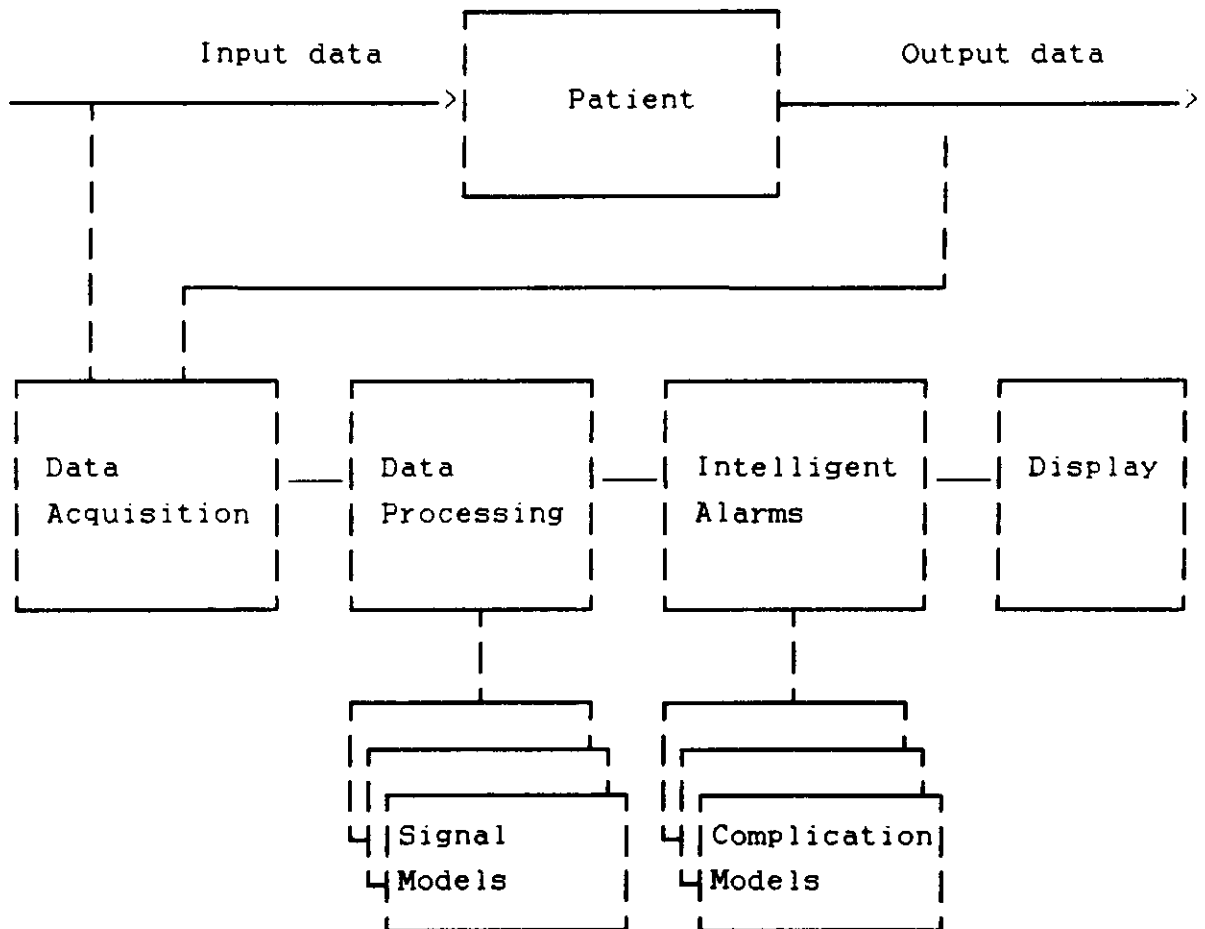 Input data
Output data
Patient
Data
Acquisition
Data
Processing
Intelligent
Alarms
Display
Signal
Models
Complication
Models